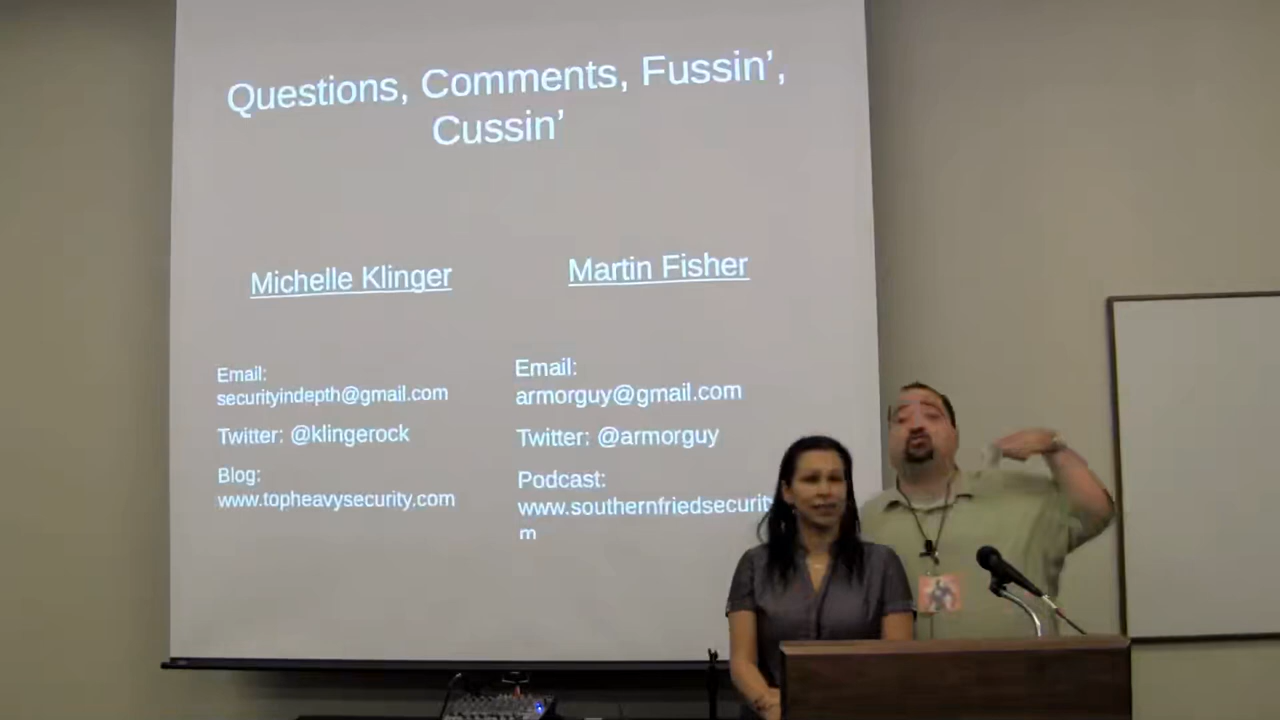 Questions, Comments, Fussin’,
Cussin’
Michelle Klinger
Email:
securityindepth@gmail.com
Twitter: @klingerock
Blog:
www.topheavysecurity.com
Martin Fisher
Email:
armorguy@gmail.com
Twitter: @armorguy
Podcast:
www.southernfriedsecurit
m